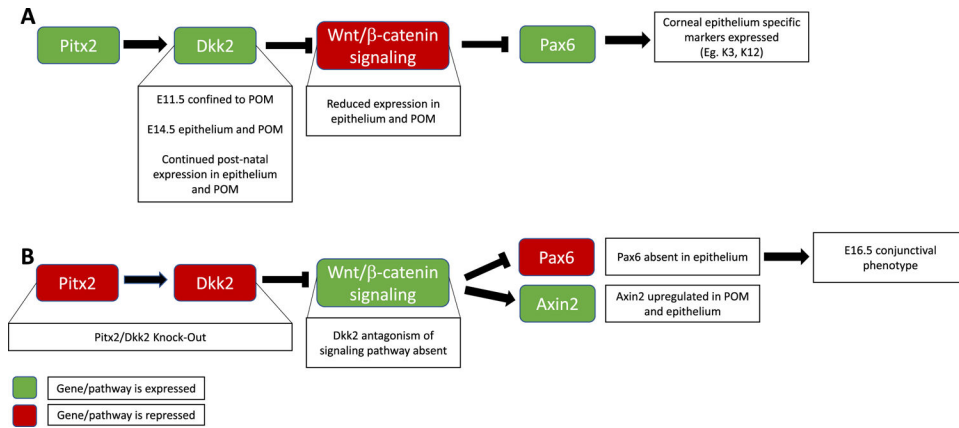 A
Pitx2
Dkk2
Wnt/β-catenin
signaling
Pax6
Corneal epithelium specific
markers expressed
(Eg. K3, K12)
E11.5 confined to POM
E14.5 epithelium and POM
Continued post-natal
expression in epithelium
and POM
Reduced expression in
epithelium and POM
B
Pitx2
Dkk2
Wnt/β-catenin
signaling
Pax6
Pax6 absent in epithelium
E16.5 conjunctival
phenotype
Axin2
Axin2 upregulated in POM
and epithelium
Pitx2/Dkk2 Knock-Out
Dkk2 antagonism of
signaling pathway absent
Gene/pathway is expressed
Gene/pathway is repressed